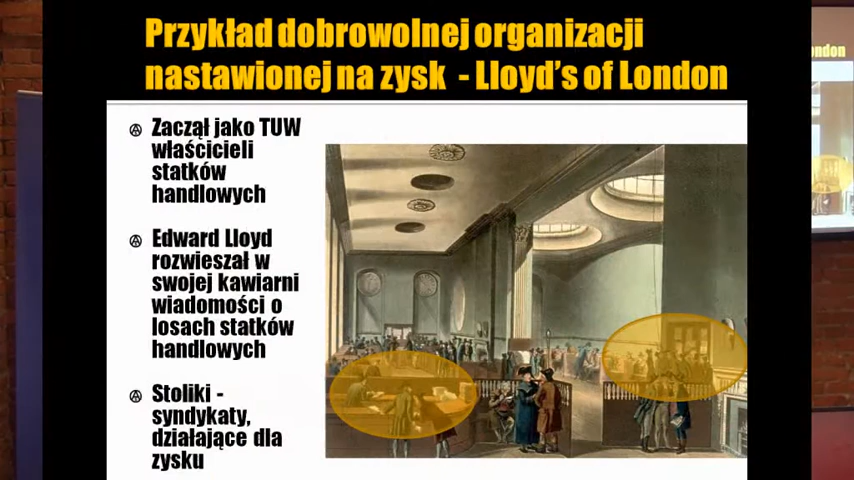 Przykład dobrowolnej organizacji
nastawionej na zysk - Lloyd's of London
Zaczął jako TUW
właścicieli
statków
handlowych
Edward Lloyd
rozwieszał w
swojej kawiarni
wiadomości o
losach statków
handlowych
Stoliki -
syndykaty,
działające dla
zysku
ondon